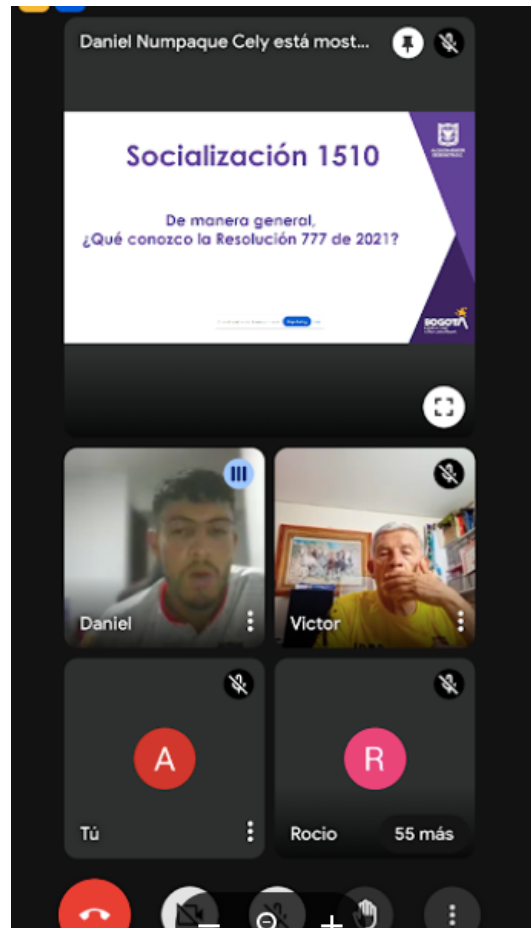 Daniel Numpaque Cely está most...
Socialización 1510
De manera general,
¿Qué conozco la Resolución 777 de 2021?
BOGOTÁ
Daniel
Victor
A
R
Tú
Rocio
55 más